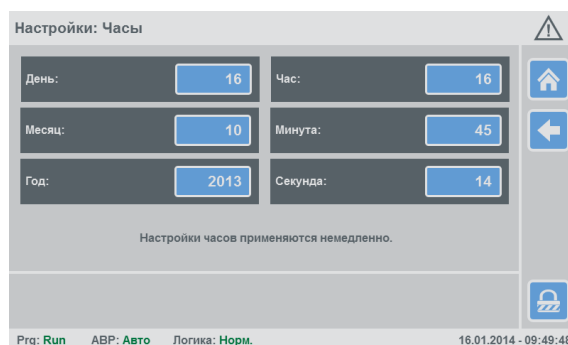 Настройки: Часы
День: 16 Час: 16
Месяц: 10 Минута: 45
Год: 2013 Секунда: 14
Настройки часов применяются немедленно.
Prg: Run АВР: Авто Логика: Норм. 16.01.2014 - 09:49:48